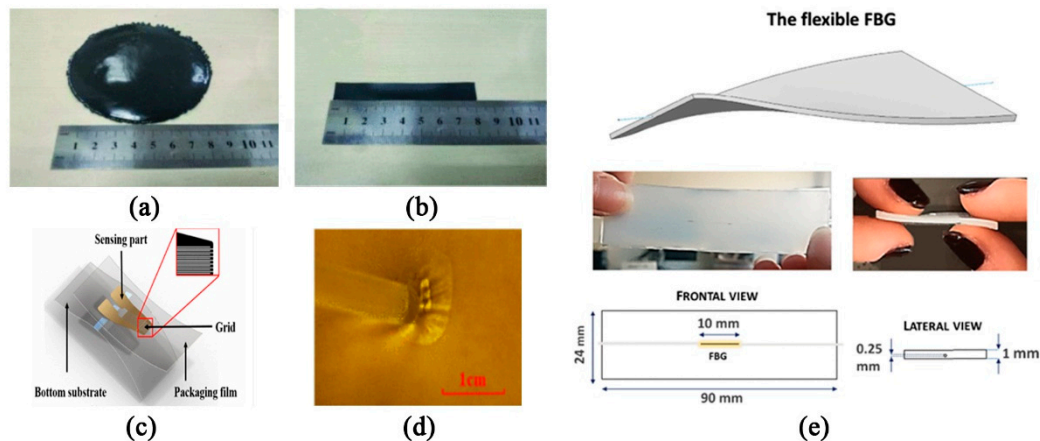 The flexible FBG
1 2 3 4 5 6 7 8 9 10 11
1 2 3 4 5 6 7 8 9 10 11
(a)
(b)
Sensing part
Grid
Bottom substrate
Packaging film
(c)
1cm
(d)
FRONTAL VIEW
10 mm
FBG
24 mm
90 mm
LATERAL VIEW
0.25
mm
1 mm
(e)